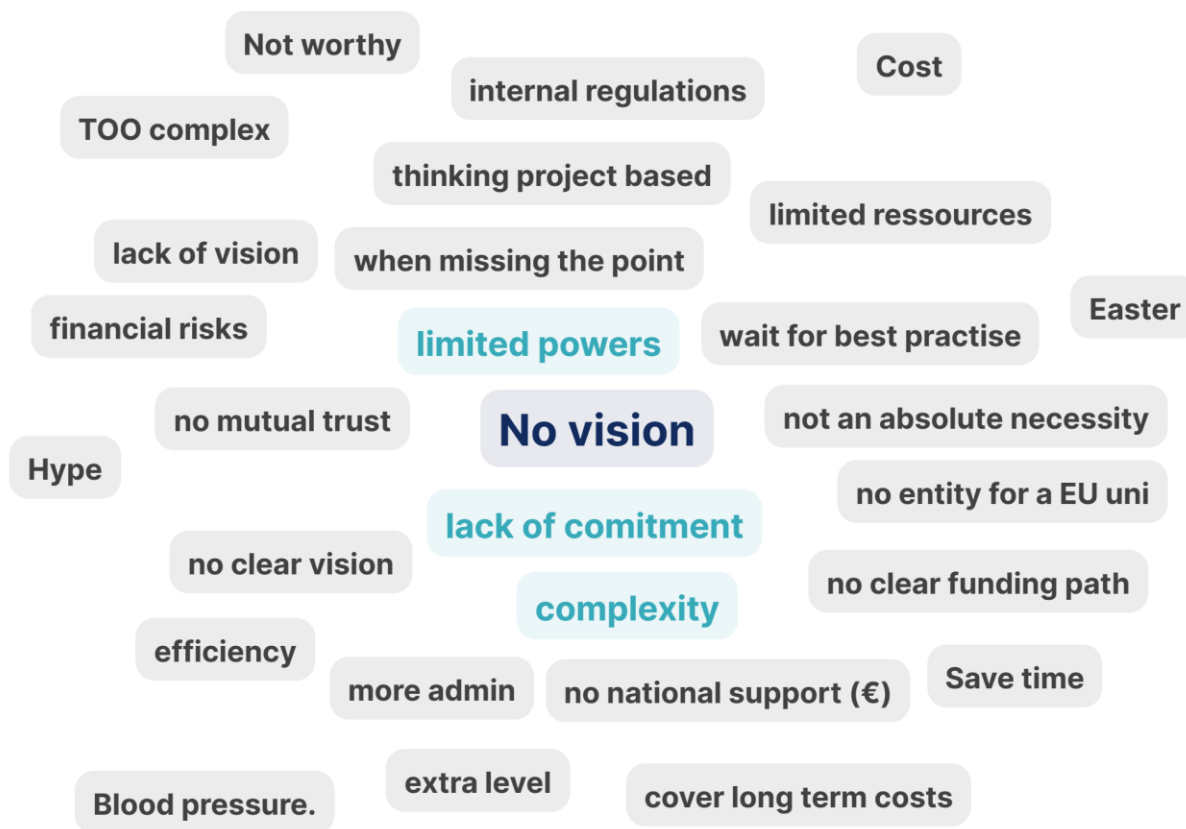 Not worthy
Cost
internal regulations
TOO complex
thinking project based
limited ressources
lack of vision
when missing the point
Easter
financial risks
limited powers
wait for best practise
no mutual trust
No vision
not an absolute necessity
Hype
no entity for a EU uni
lack of comitment
no clear vision
no clear funding path
complexity
efficiency
more admin
no national support (€)
Save time
extra level
cover long term costs
Blood pressure.